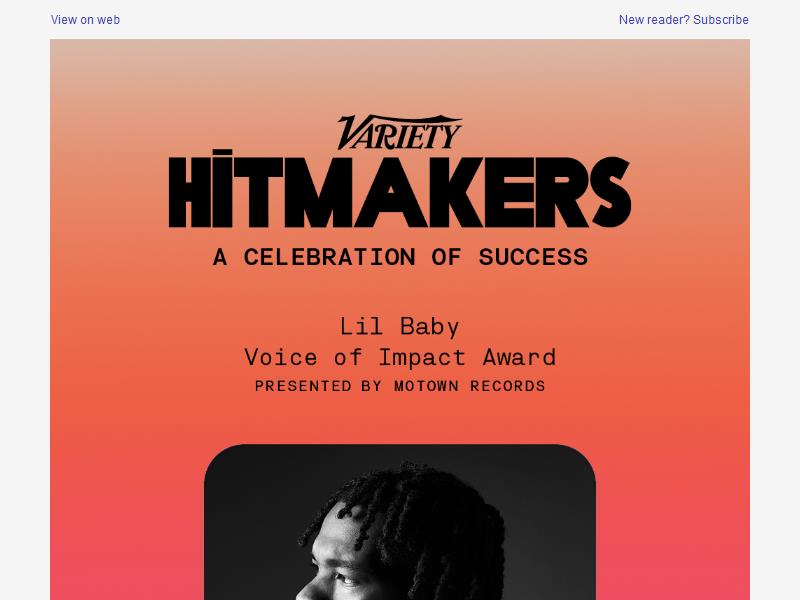 View on web
New reader? Subscribe
VARIETY
HITMAKERS
A CELEBRATION OF SUCCESS
Lil Baby
Voice of Impact Award
PRESENTED BY MOTOWN RECORDS